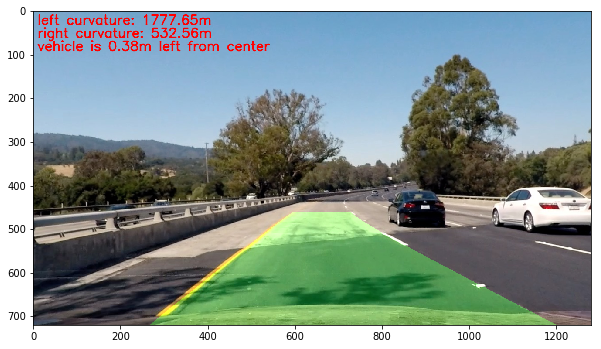 left curvature: 1777.65m
right curvature: 532.56m
vehicle is 0.38m left from center
0
100
200
300
400
500
600
700
0 200 400 600 800 1000 1200